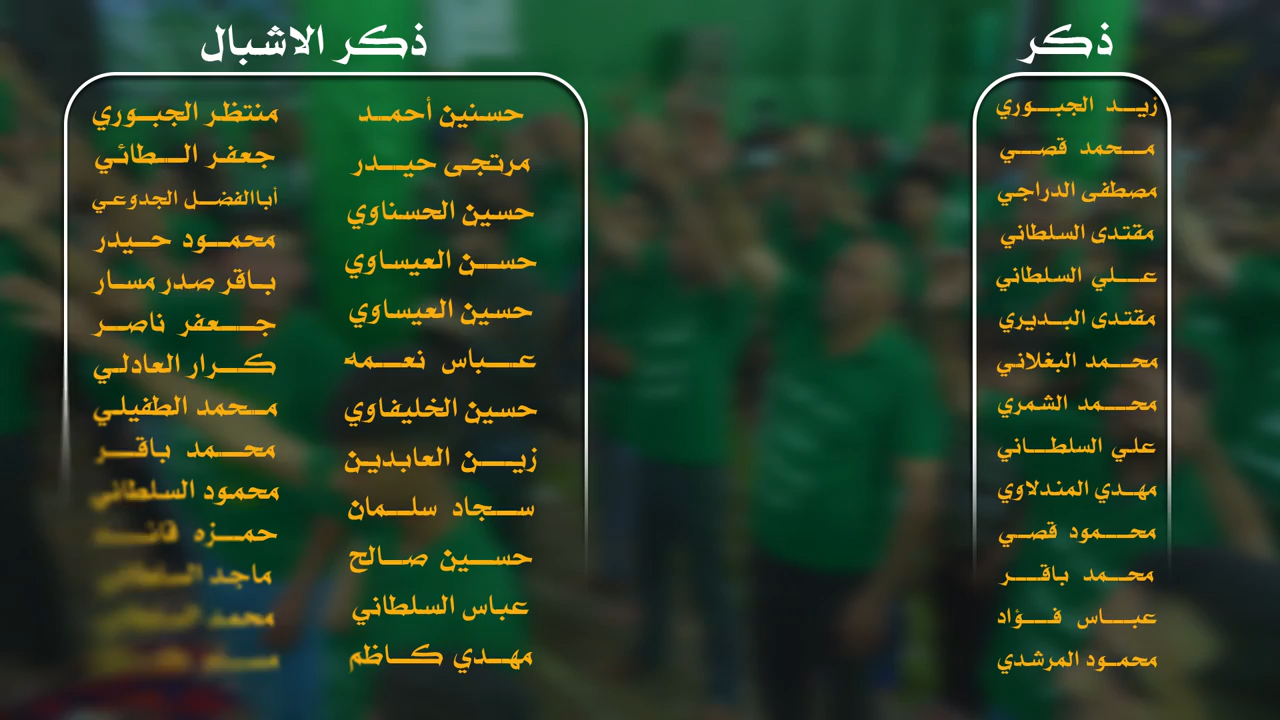 ذكر
زيد الجبوري
محمد قصي
مصطفى الدراجي
مقتدى السلطاني
علي السلطاني
مقتدى البديري
محمد البغلاني
محمد الشمري
علي السلطاني
مهدي المندلاوي
محمود قصي
محمد باقر
عباس فؤاد
محمود المرشدي
ذكر الاشبال
حسنين أحمد
مرتجى حيدر
حسين الحسناوي
حسن العيساوي
حسين العيساوي
عباس نعمه
حسين الخليفاوي
زين العابدين
سجاد سلمان
حسين صالح
عباس السلطاني
مهدي كاظم
منتظر الجبوري
جعفر الطائي
أباالفضل الجدوعي
محمود حيدر
باقر صدر مسار
جعفر ناصر
كرار العادلي
محمد الطفيلي
محمد باقر
محمود السلطاني
حمزه
ماجد السلطاني
محمد السلطاني